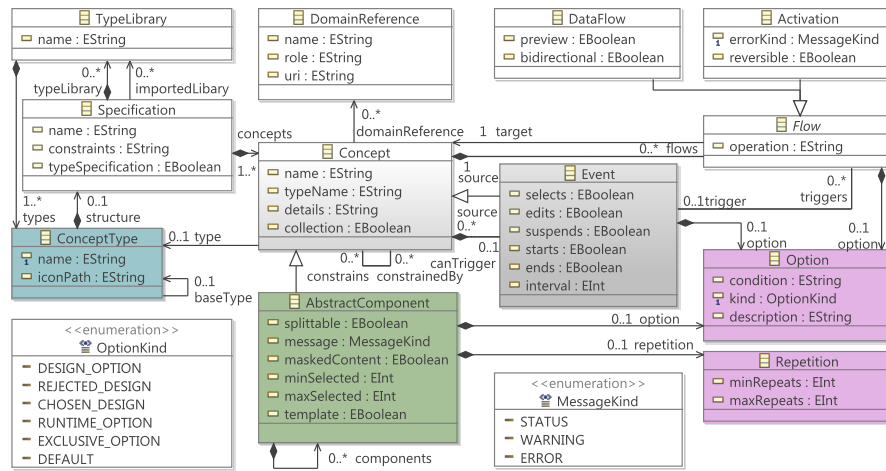 TypeLibrary
name : EString
DomainReference
name : EString
role : EString
uri : EString
DataFlow
preview : EBoolean
bidirectional : EBoolean
Activation
errorKind : MessageKind
reversible : EBoolean
0..*
typeLibrary
0..*
importedLibary
Specification
name : EString
constraints : EString
typeSpecification : EBoolean
concepts
1..*
0..*
domainReference
1 target
0..* flows
Flow
operation : EString
Concept
name : EString
typeName : EString
details : EString
collection : EBoolean
1
source
source
0..*
0..1
canTrigger
Event
selects : EBoolean
edits : EBoolean
suspends : EBoolean
starts : EBoolean
ends : EBoolean
interval : EInt
0..*
triggers
0..1trigger
0..1
option
0..1
option
1..*
types
0..1
structure
ConceptType
name : EString
iconPath : EString
0..1 type
0..1
baseType
0..*
constrains
0..*
constrainedBy
Option
condition : EString
kind : OptionKind
description : EString
AbstractComponent
splittable : EBoolean
message : MessageKind
maskedContent : EBoolean
minSelected : EInt
maxSelected : EInt
template : EBoolean
0..1 option
0..1 repetition
Repetition
minRepeats : EInt
maxRepeats : EInt
<<enumeration>>
OptionKind
DESIGN_OPTION
REJECTED_DESIGN
CHOSEN_DESIGN
RUNTIME_OPTION
EXCLUSIVE_OPTION
DEFAULT
<<enumeration>>
MessageKind
STATUS
WARNING
ERROR
0..* components